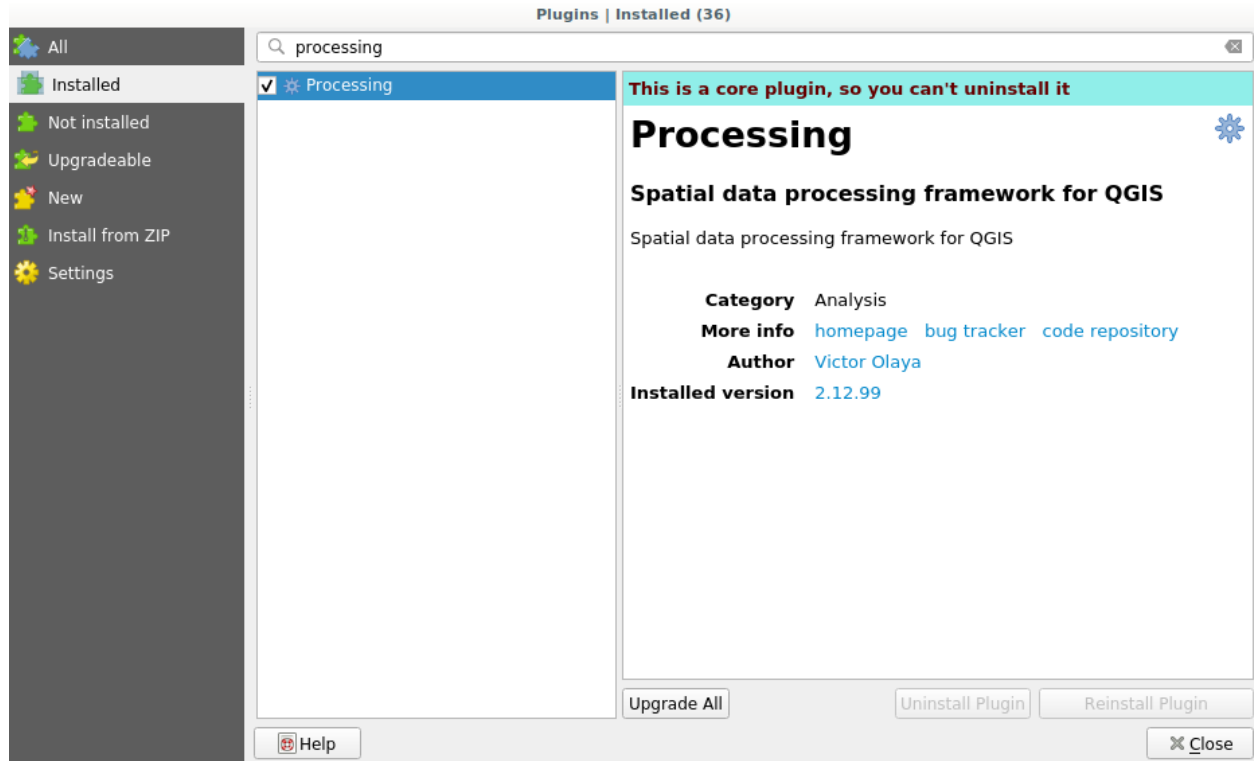 Plugins | Installed (36)
All
Installed
Not installed
Upgradeable
New
Install from ZIP
Settings
processing
Processing
This is a core plugin, so you can't uninstall it
Processing
Spatial data processing framework for QGIS
Spatial data processing framework for QGIS
Category Analysis
More info homepage bug tracker code repository
Author Victor Olaya
Installed version 2.12.99
Upgrade All Uninstall Plugin Reinstall Plugin
Help Close